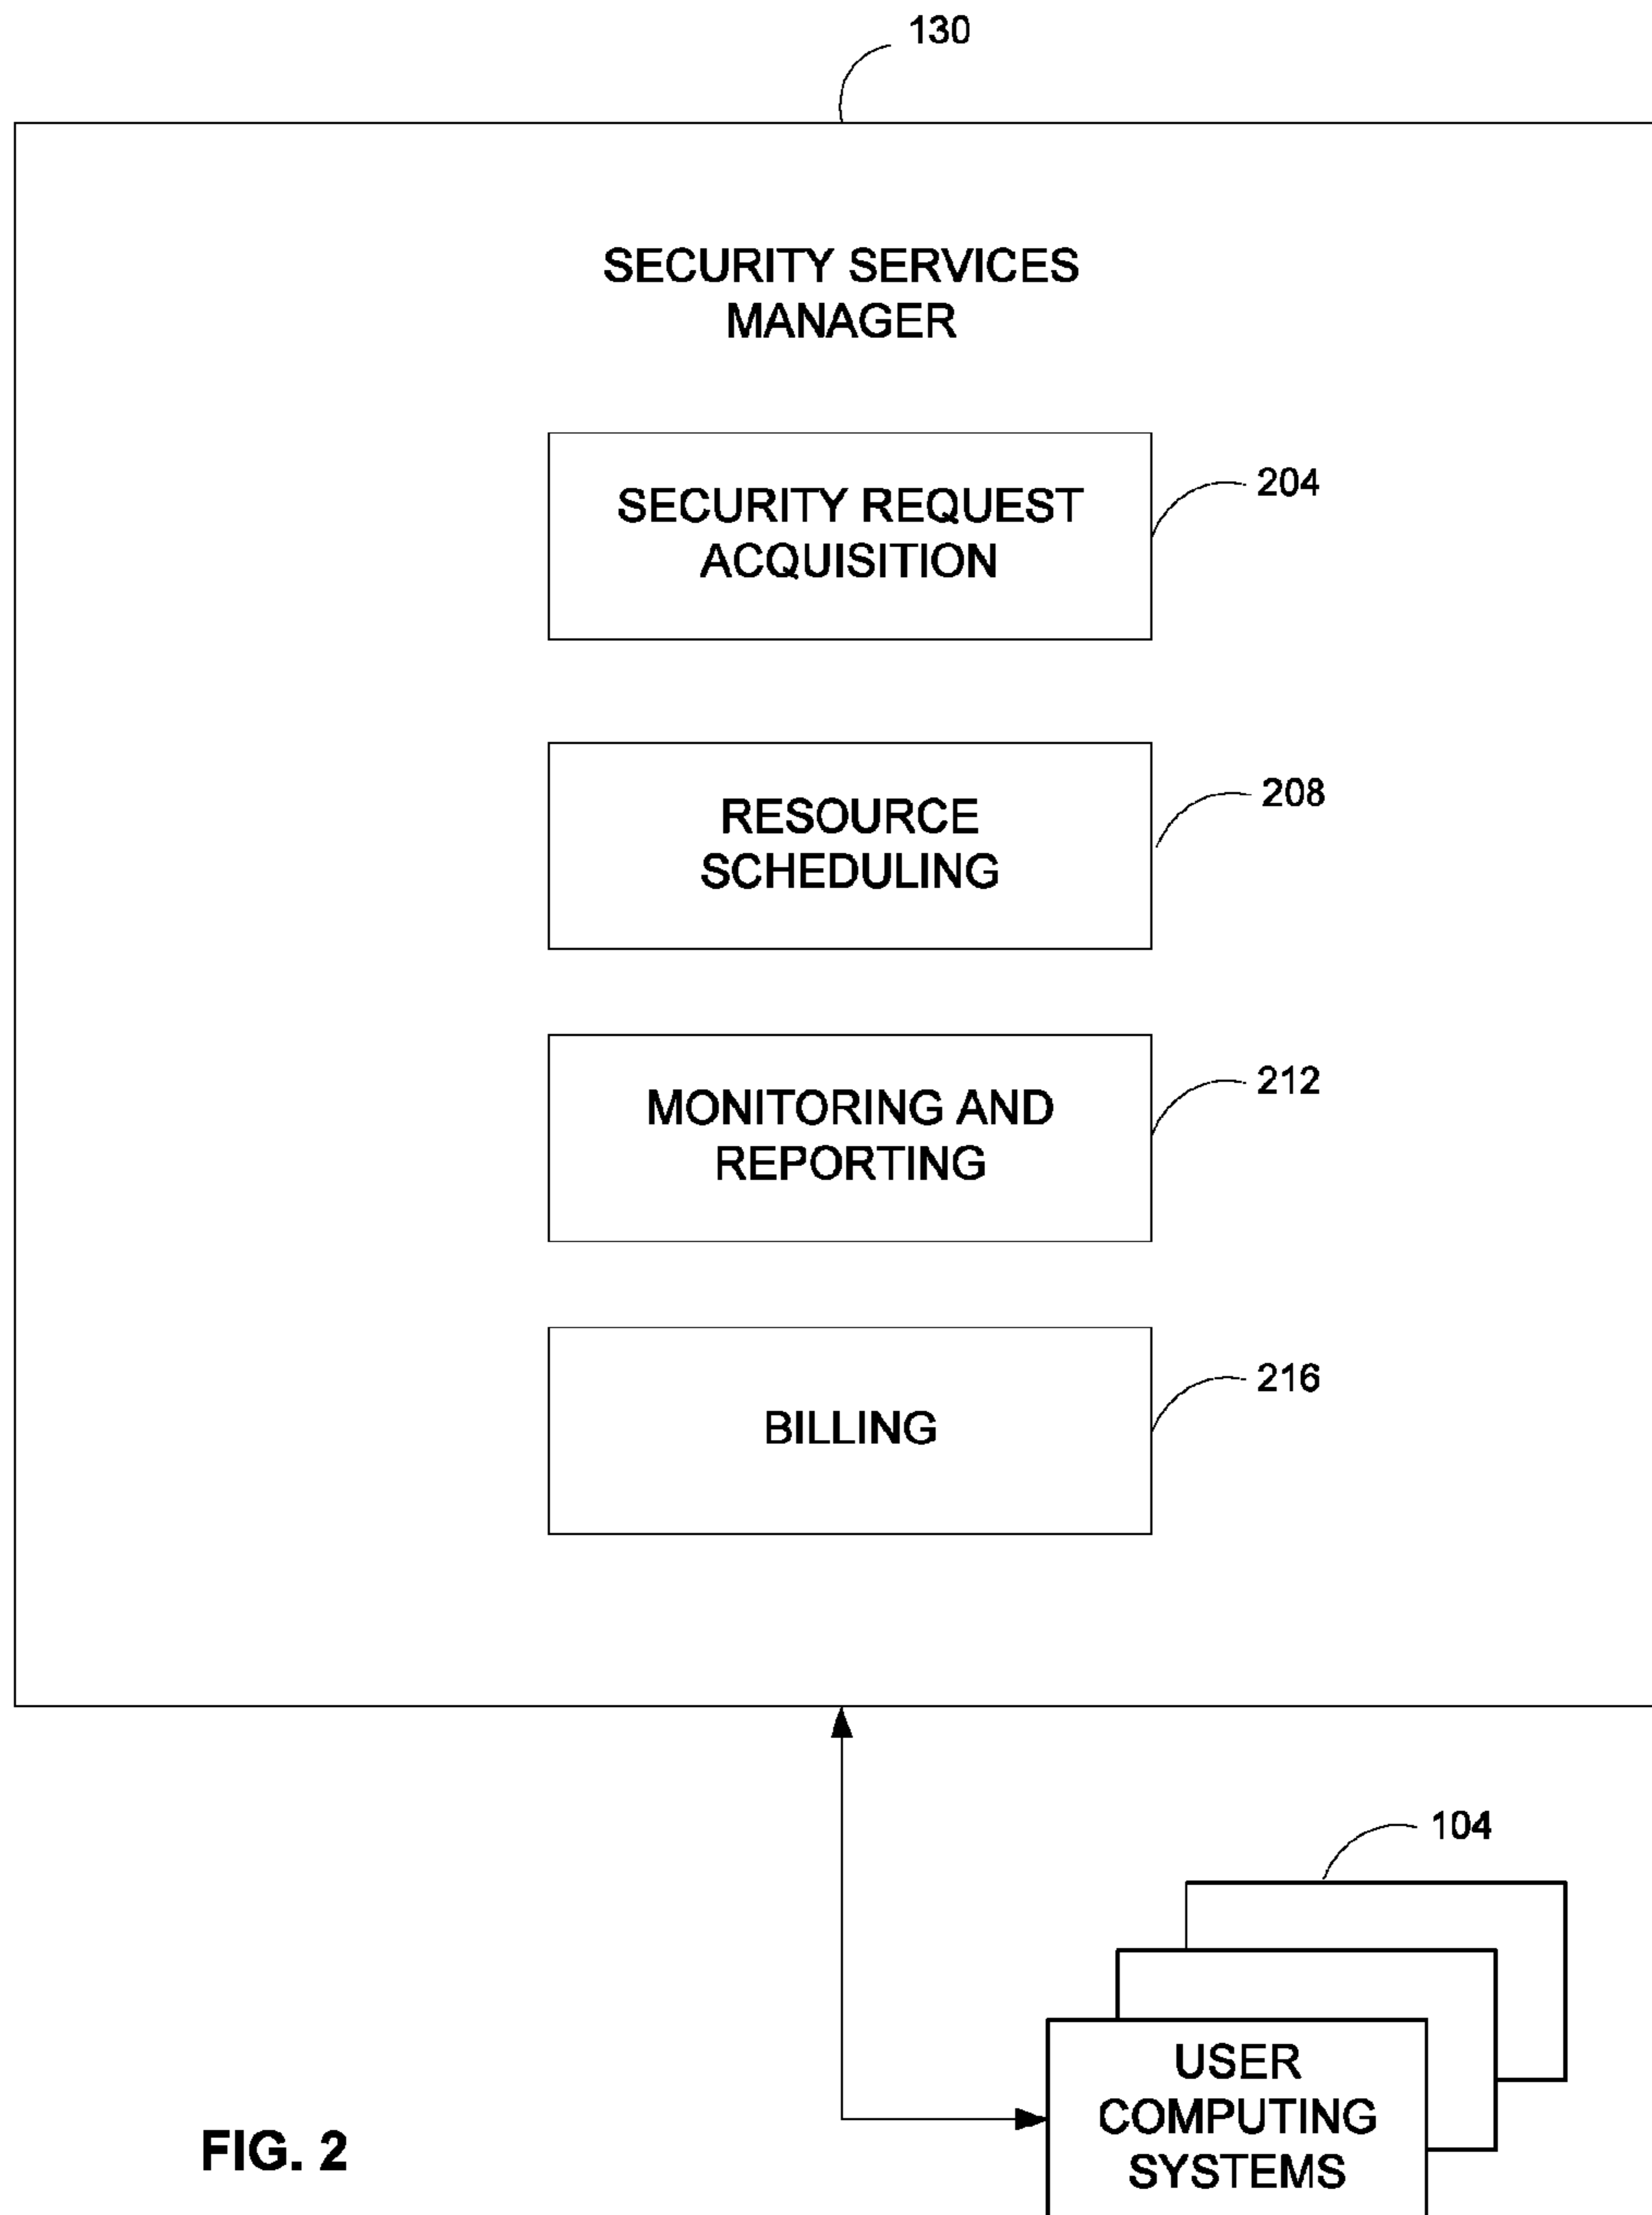 130
SECURITY SERVICES
MANAGER
SECURITY REQUEST
ACQUISITION
204
RESOURCE
SCHEDULING
208
MONITORING AND
REPORTING
212
BILLING
216
104
USER
COMPUTING
SYSTEMS
FIG. 2